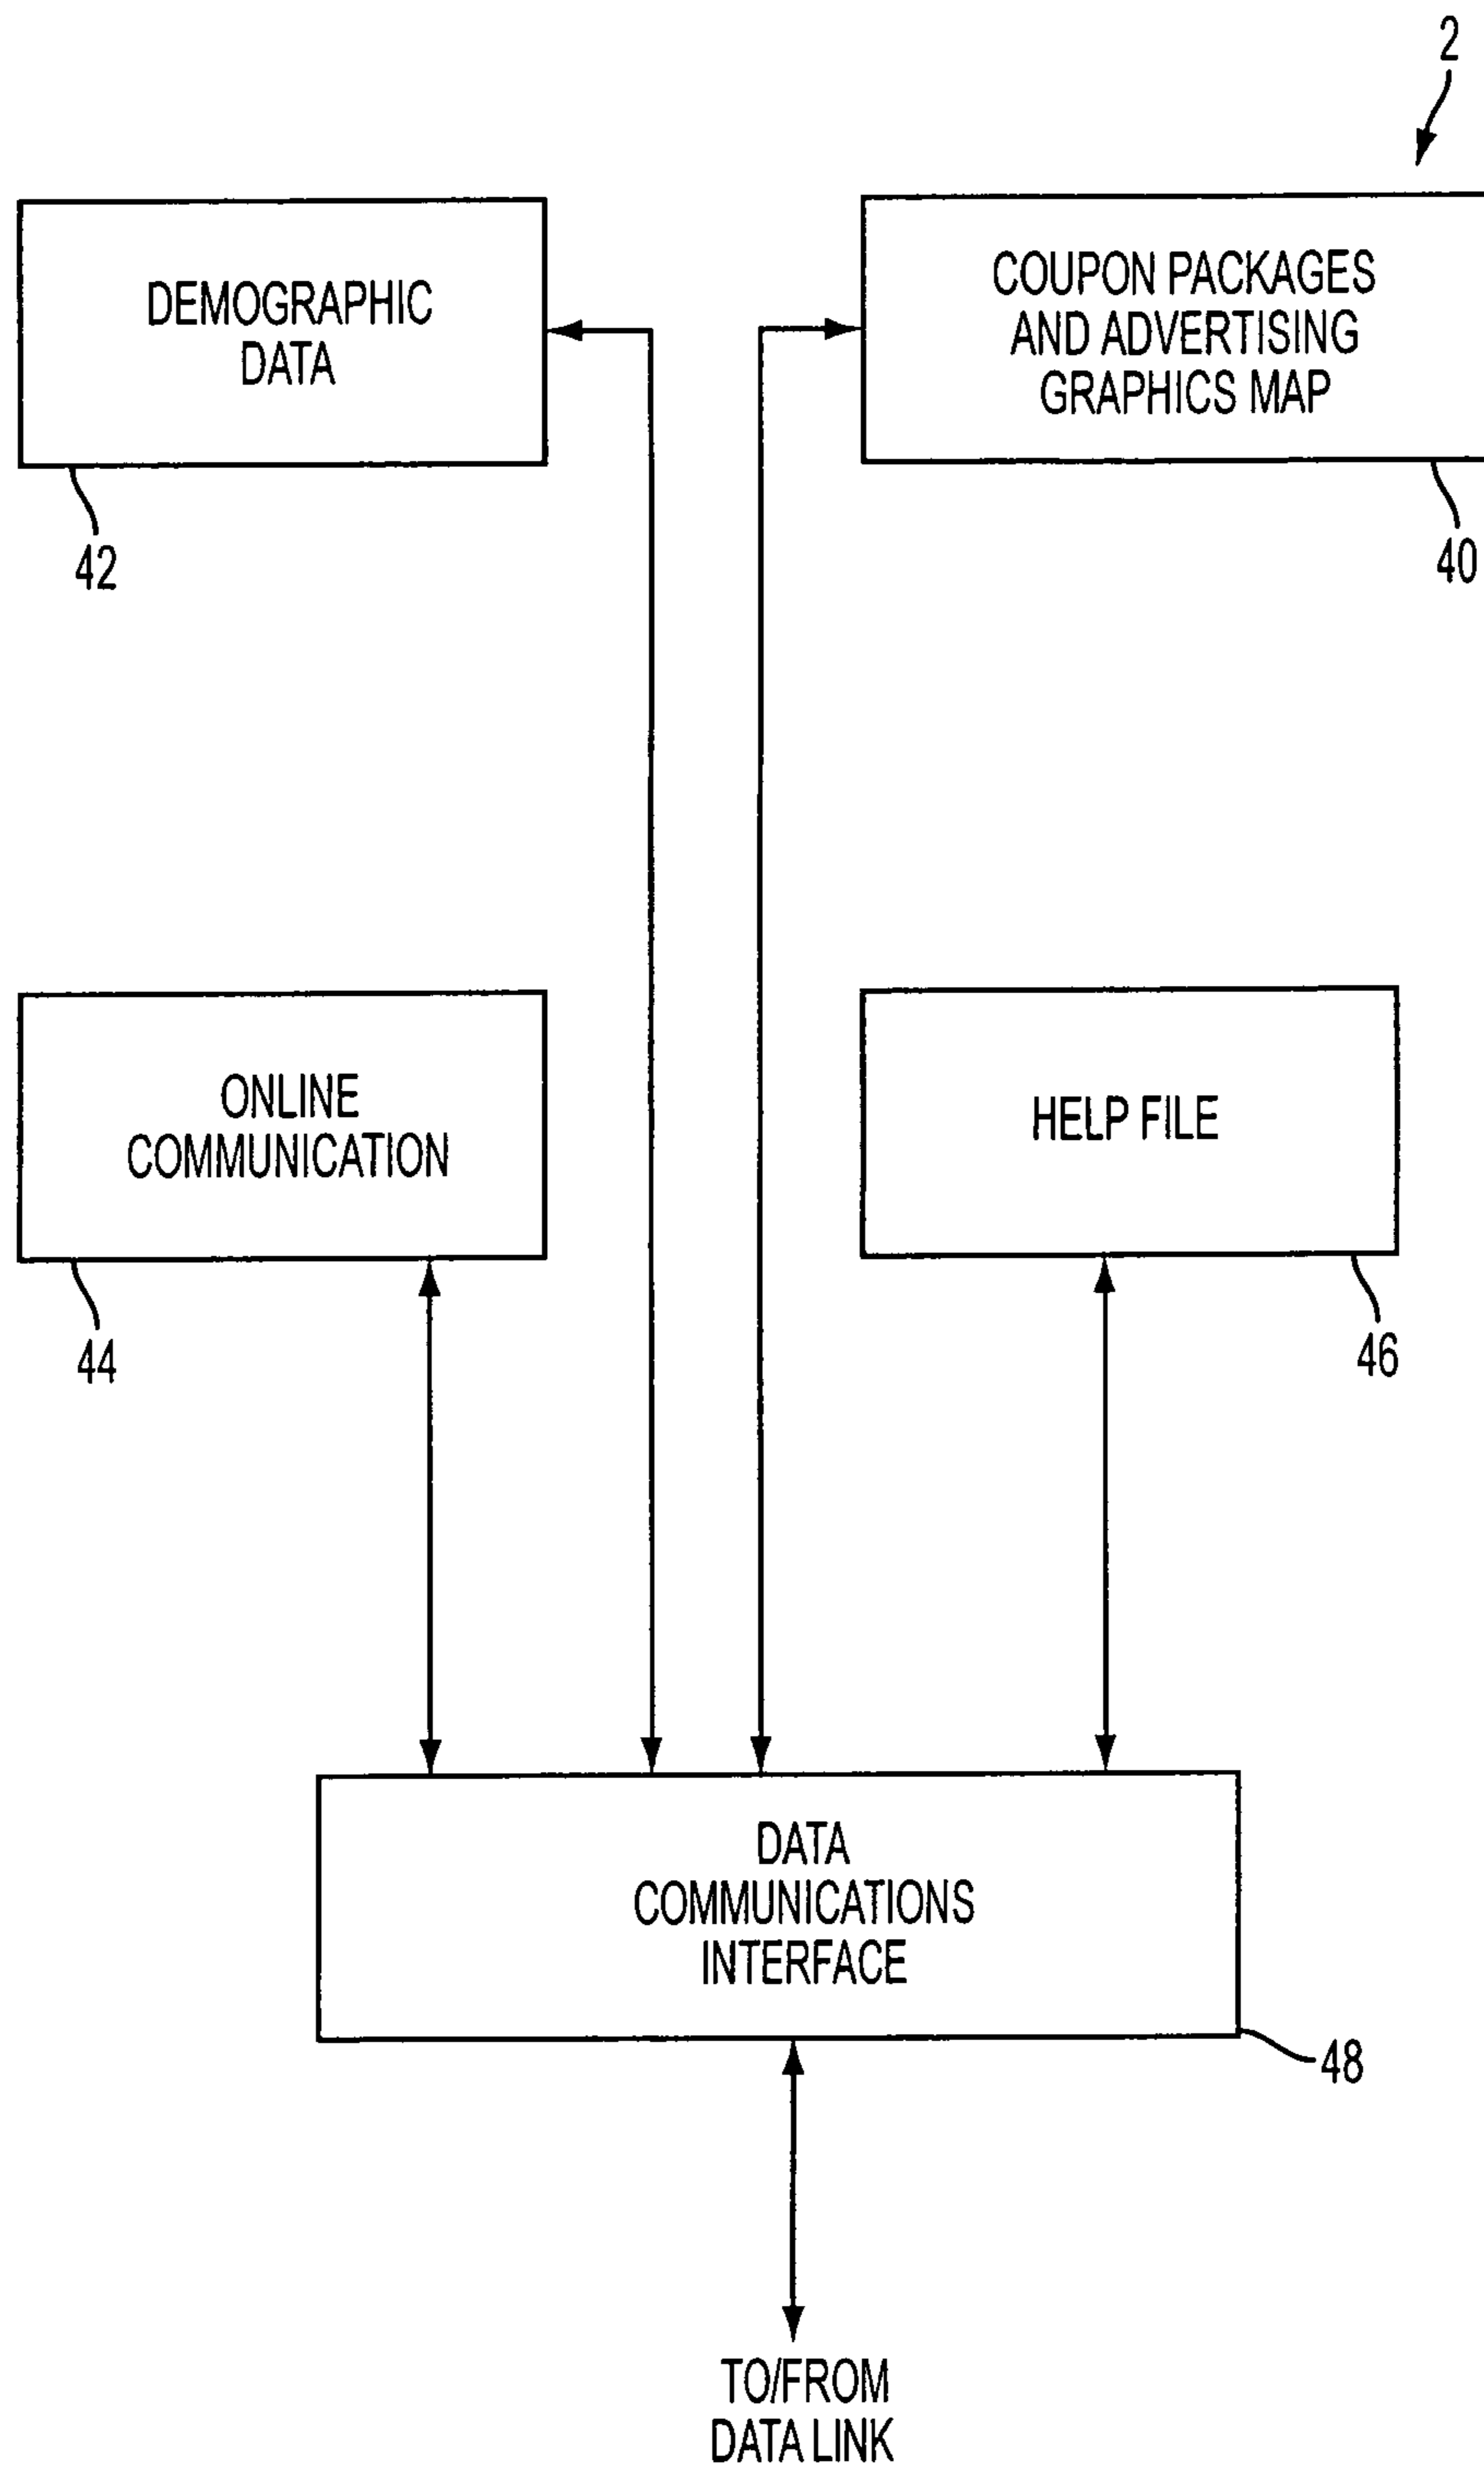 2
DEMOGRAPHIC
DATA
42
COUPON PACKAGES
AND ADVERTISING
GRAPHICS MAP
40
ONLINE
COMMUNICATION
44
HELP FILE
46
DATA
COMMUNICATIONS
INTERFACE
48
TO/FROM
DATA LINK